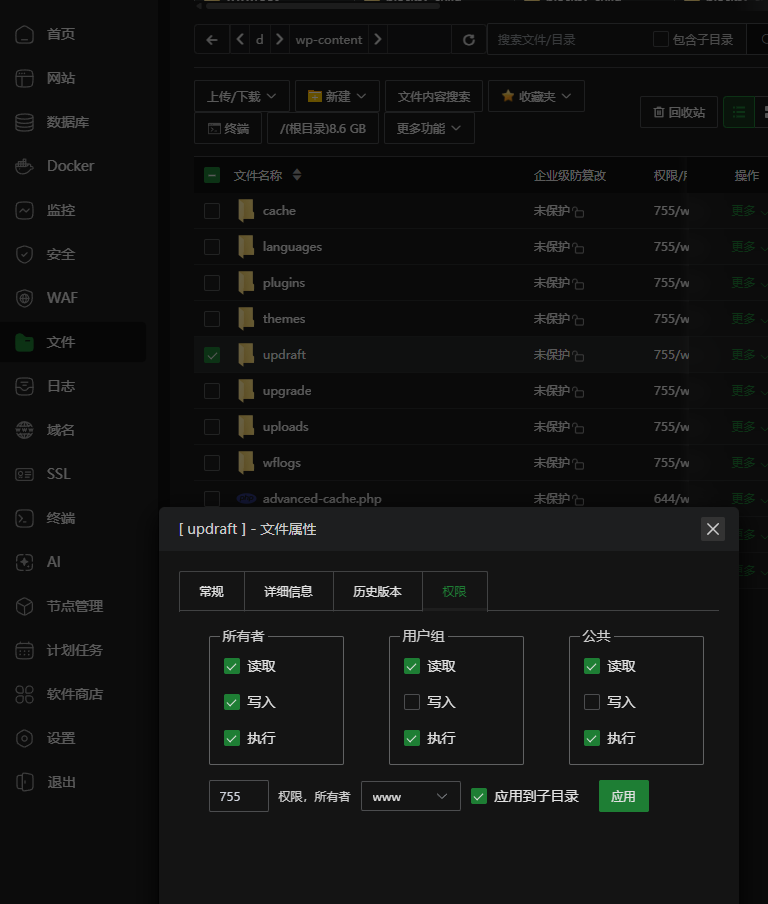 首页
网站
数据库
Docker
监控
安全
WAF
文件
日志
域名
SSL
终端
AI
节点管理
计划任务
软件商店
设置
退出
d
wp-content
搜索文件/目录
包含子目录
上传/下载
新建
文件内容搜索
收藏夹
终端
/(根目录)8.6 GB
更多功能
回收站
文件名称 企业级防篡改 权限/ 操作
cache 未保护 755/w 更多
languages 未保护 755/w 更多
plugins 未保护 755/w 更多
themes 未保护 755/w 更多
updraft 未保护 755/w 更多
upgrade 未保护 755/w 更多
uploads 未保护 755/w 更多
wflogs 未保护 755/w 更多
php advanced-cache.php 未保护 644/w 更多
更多
更多
[ updraft ] - 文件属性
常规 详细信息 历史版本 权限
所有者
读取
写入
执行
用户组
读取
写入
执行
公共
读取
写入
执行
755 权限，所有者 www 应用到子目录 应用